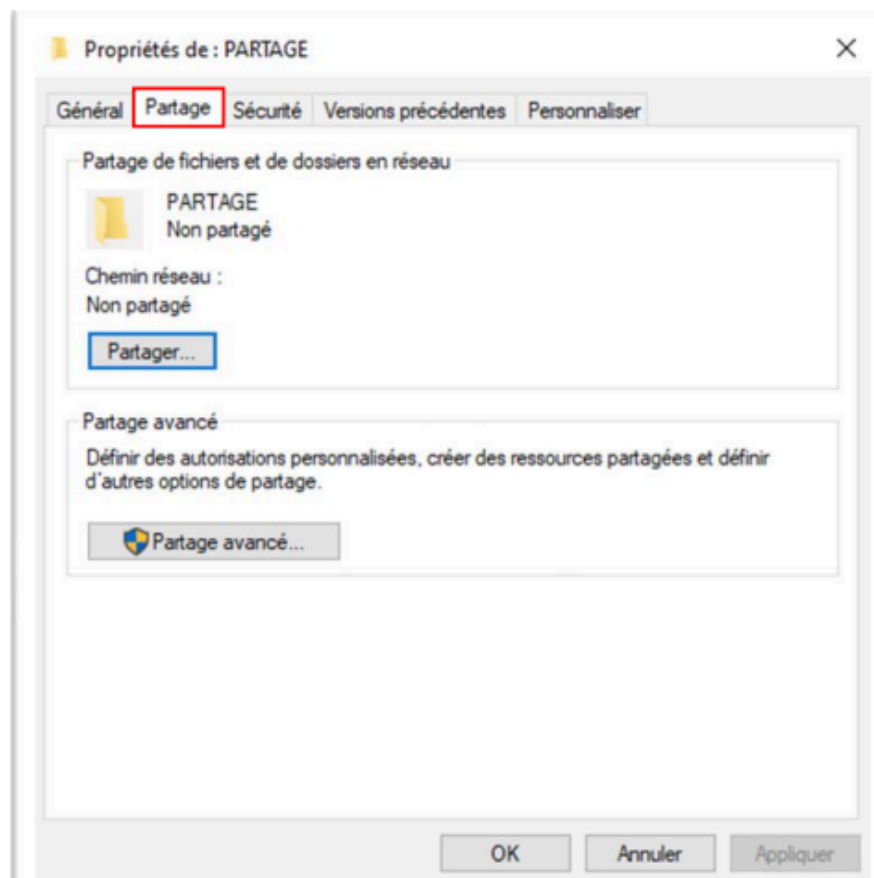 Propriétés de : PARTAGE
Général Partage Sécurité Versions précédentes Personnaliser
Partage de fichiers et de dossiers en réseau
PARTAGE
Non partagé
Chemin réseau :
Non partagé
Partager...
Partage avancé
Définir des autorisations personnalisées, créer des ressources partagées et définir
d'autres options de partage.
Partage avancé...
OK Annuler Appliquer